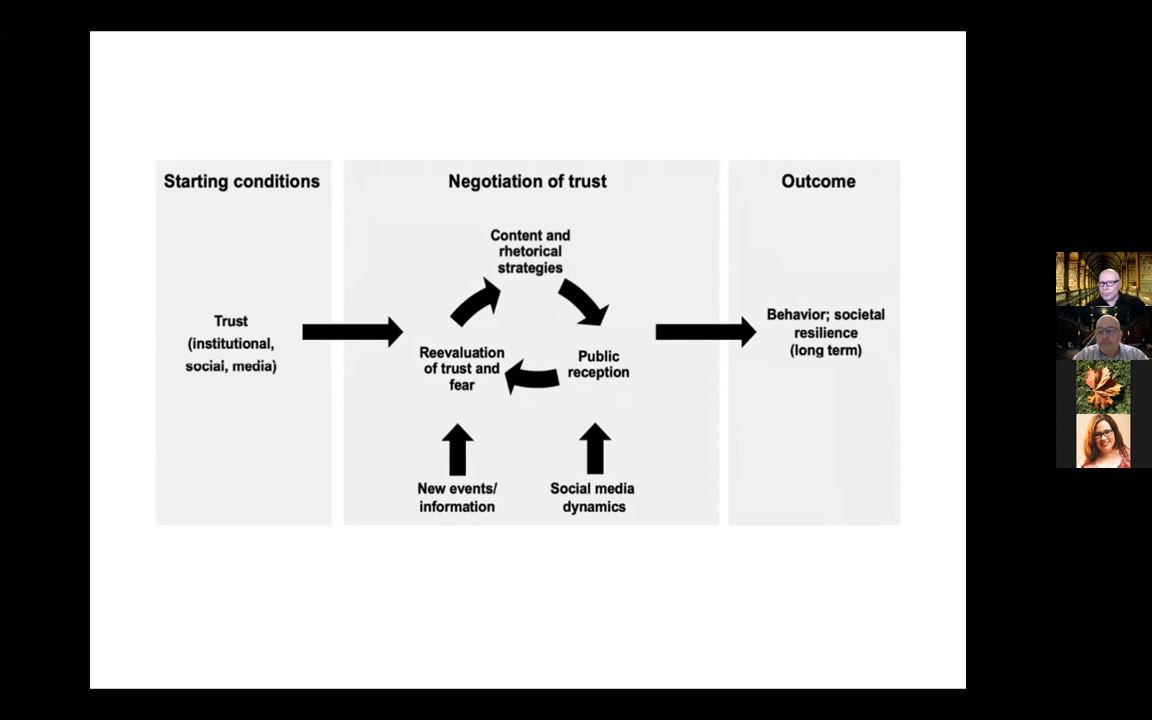 Starting conditions
Negotiation of trust
Outcome
Trust
(institutional,
social, media)
Content and
rhetorical
strategies
Reevaluation
of trust and
fear
Public
reception
New events/
information
Social media
dynamics
Behavior; societal
resilience
(long term)